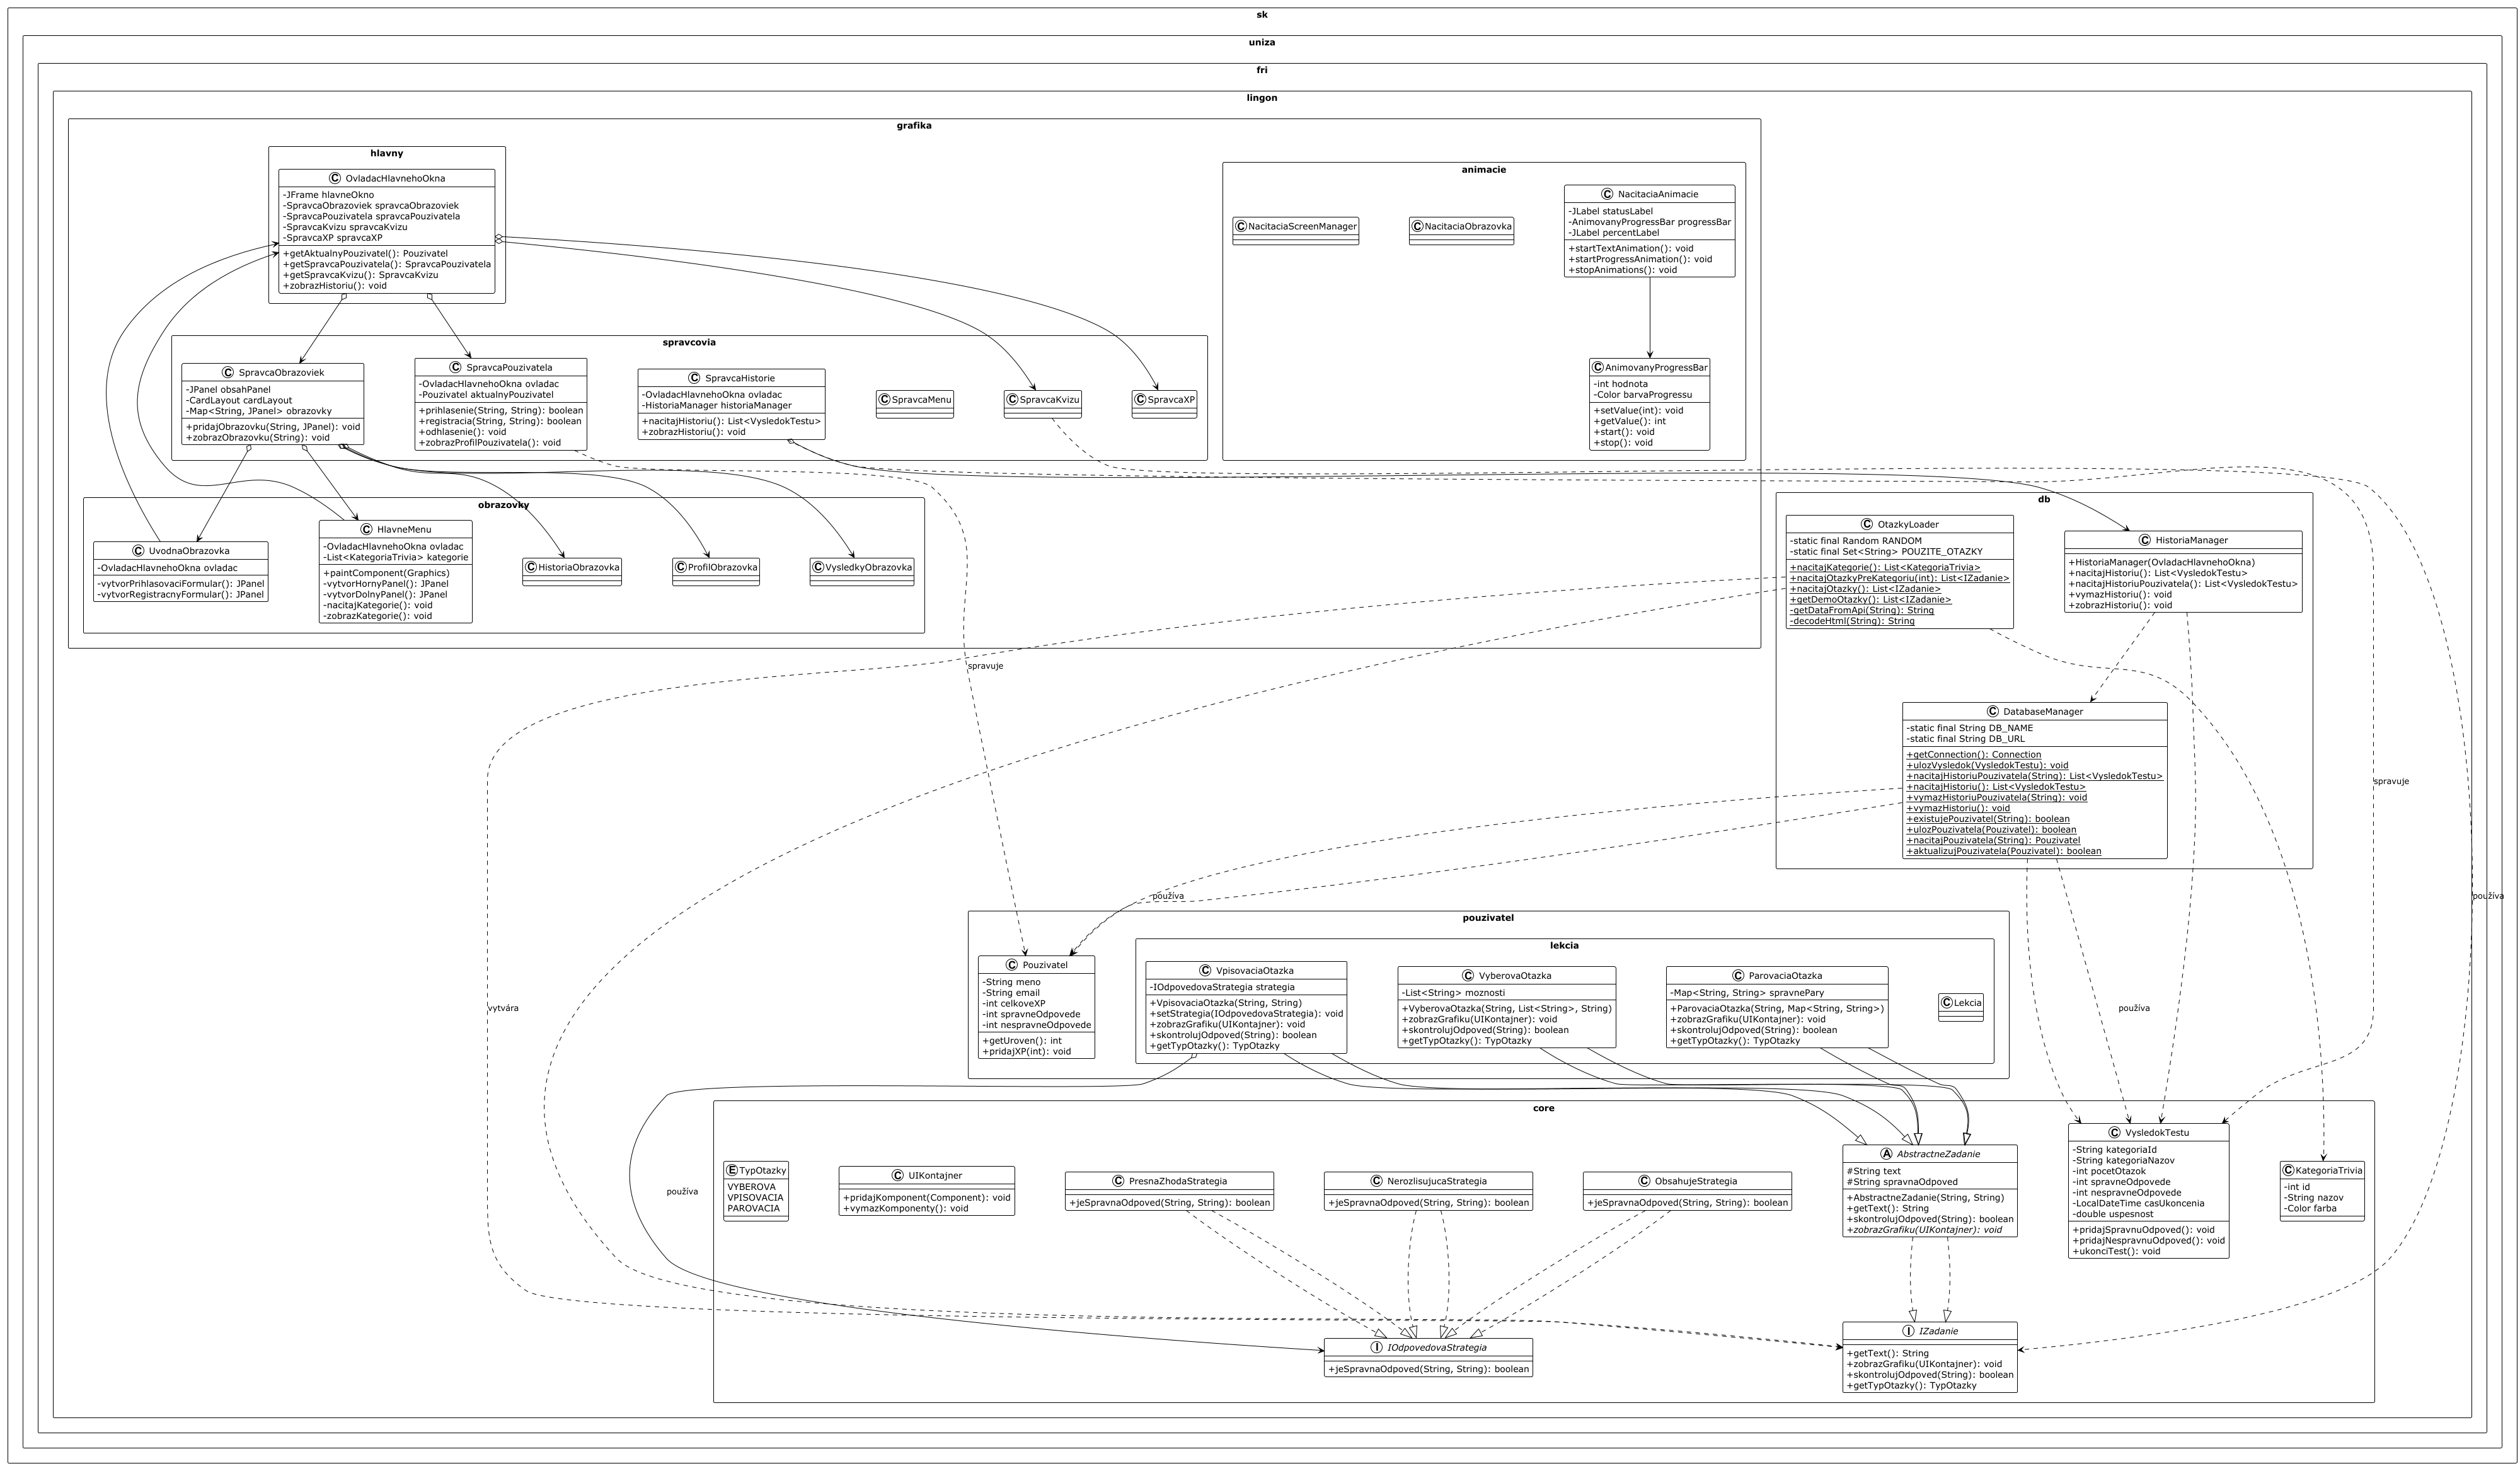 sk
uniza
fri
lingon
grafika
hlavny
C OvladacHlavnehoOkna
-JFrame hlavneOkno
-SpravcaObrazoviek spravcaObrazoviek
-SpravcaPouzivatela spravcaPouzivatela
-SpravcaKvizu spravcaKvizu
-SpravcaXP spravcaXP
+getAktualnyPouzivatel(): Pouzivatel
+getSpravcaPouzivatela(): SpravcaPouzivatela
+getSpravcaKvizu(): SpravcaKvizu
+zobrazHistoriu(): void
animacie
C NacitaciaScreenManager
C NacitaciaObrazovka
C NacitaciaAnimacie
-JLabel statusLabel
-AnimovanyProgressBar progressBar
-JLabel percentLabel
+startTextAnimation(): void
+startProgressAnimation(): void
+stopAnimations(): void
C AnimovanyProgressBar
-int hodnota
-Color barvaProgressu
+setValue(int): void
+getValue(): int
+start(): void
+stop(): void
spravcovia
C SpravcaObrazoviek
-JPanel obsahPanel
-CardLayout cardLayout
-Map<String, JPanel> obrazovky
+pridajObrazovku(String, JPanel): void
+zobrazObrazovku(String): void
C SpravcaPouzivatela
-OvladacHlavnehoOkna ovladac
-Pouzivatel aktualnyPouzivatel
+prihlasenie(String, String): boolean
+registracia(String, String): boolean
+odhlasenie(): void
+zobrazProfilPouzivatela(): void
C SpravcaHistorie
-OvladacHlavnehoOkna ovladac
-HistoriaManager historiaManager
+nacitajHistoriu(): List<VysledokTestu>
+zobrazHistoriu(): void
C SpravcaMenu
C SpravcaKvizu
C SpravcaXP
obrazovky
C UvodnaObrazovka
-OvladacHlavnehoOkna ovladac
-vytvorPrihlasovaciFormular(): JPanel
-vytvorRegistracnyFormular(): JPanel
C HlavneMenu
-OvladacHlavnehoOkna ovladac
-List<KategoriaTrivia> kategorie
+paintComponent(Graphics)
-vytvorHornyPanel(): JPanel
-vytvorDolnyPanel(): JPanel
-nacitajKategorie(): void
-zobrazKategorie(): void
C HistoriaObrazovka
C ProfilObrazovka
C VysledkyObrazovka
db
C OtazkyLoader
-static final Random RANDOM
-static final Set<String> POUZITE_OTAZKY
+nacitajKategorie(): List<KategoriaTrivia>
+nacitajOtazkyPreKategoriu(int): List<IZadanie>
+nacitajOtazky(): List<IZadanie>
+getDemoOtazky(): List<IZadanie>
-getDataFromApi(String): String
-decodeHtml(String): String
C HistoriaManager
+HistoriaManager(OvladacHlavnehoOkna)
+nacitajHistoriu(): List<VysledokTestu>
+nacitajHistoriuPouzivatela(): List<VysledokTestu>
+vymazHistoriu(): void
+zobrazHistoriu(): void
C DatabaseManager
-static final String DB_NAME
-static final String DB_URL
+getConnection(): Connection
+ulozVysledok(VysledokTestu): void
+nacitajHistoriuPouzivatela(String): List<VysledokTestu>
+nacitajHistoriu(): List<VysledokTestu>
+vymazHistoriuPouzivatela(String): void
+vymazHistoriu(): void
+existujePouzivatel(String): boolean
+ulozPouzivatela(Pouzivatel): boolean
+nacitajPouzivatela(String): Pouzivatel
+aktualizujPouzivatela(Pouzivatel): boolean
spravuje
spravuje
používa
používa
vytvára
používa
používa
pouzivatel
C Pouzivatel
-String meno
-String email
-int celkoveXP
-int spravneOdpovede
-int nespravneOdpovede
+getUroven(): int
+pridajXP(int): void
lekcia
C VpisovaciaOtazka
-IOdpovedovaStrategia strategia
+VpisovaciaOtazka(String, String)
+setStrategia(IOdpovedovaStrategia): void
+zobrazGrafiku(UIKontajner): void
+skontrolujOdpoved(String): boolean
+getTypOtazky(): TypOtazky
C VyberovaOtazka
-List<String> moznosti
+VyberovaOtazka(String, List<String>, String)
+zobrazGrafiku(UIKontajner): void
+skontrolujOdpoved(String): boolean
+getTypOtazky(): TypOtazky
C ParovaciaOtazka
-Map<String, String> spravnePary
+ParovaciaOtazka(String, Map<String, String>)
+zobrazGrafiku(UIKontajner): void
+skontrolujOdpoved(String): boolean
+getTypOtazky(): TypOtazky
C Lekcia
core
E TypOtazky
VYBEROVA
VPISOVACIA
PAROVACIA
C UIKontajner
+pridajKomponent(Component): void
+vymazKomponenty(): void
C PresnaZhodaStrategia
+jeSpravnaOdpoved(String, String): boolean
C NerozlisujucaStrategia
+jeSpravnaOdpoved(String, String): boolean
C ObsahujeStrategia
+jeSpravnaOdpoved(String, String): boolean
A AbstractneZadanie
#String text
#String spravnaOdpoved
+AbstractneZadanie(String, String)
+getText(): String
+skontrolujOdpoved(String): boolean
+zobrazGrafiku(UIKontajner): void
C VysledokTestu
-String kategoriaId
-String kategoriaNazov
-int pocetOtazok
-int spravneOdpovede
-int nespravneOdpovede
-LocalDateTime casUkoncenia
-double uspesnost
+pridajSpravnuOdpoved(): void
+pridajNespravnuOdpoved(): void
+ukonciTest(): void
C KategoriaTrivia
-int id
-String nazov
-Color farba
I IOdpovedovaStrategia
+jeSpravnaOdpoved(String, String): boolean
I IZadanie
+getText(): String
+zobrazGrafiku(UIKontajner): void
+skontrolujOdpoved(String): boolean
+getTypOtazky(): TypOtazky